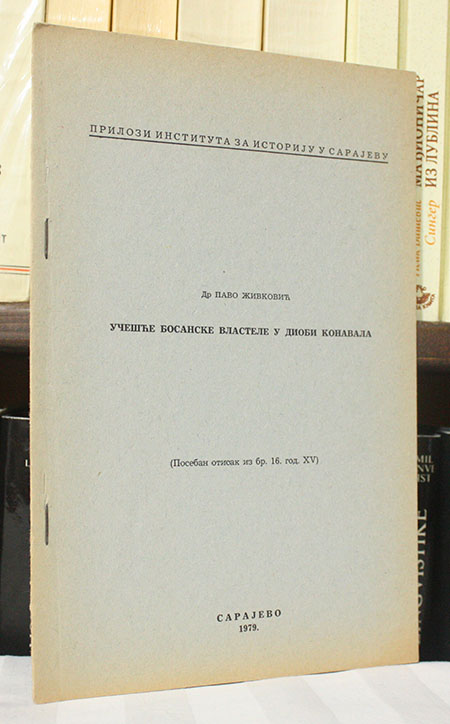 ПРИЛОЗИ ИНСТИТУТА ЗА ИСТОРИЈУ У САРАЈЕВУ
Др ПАВО ЖИВКОВИЋ
УЧЕШЋЕ БОСАНСКЕ ВЛАСТЕЛЕ У ДИОБИ КОНАВАЛА
(Посебан отисак из бр. 16. год. XV)
САРАЈЕВО
1979.
Сингер
МАЂИОНИЧАР
ИЗ ЛУБЛИНА